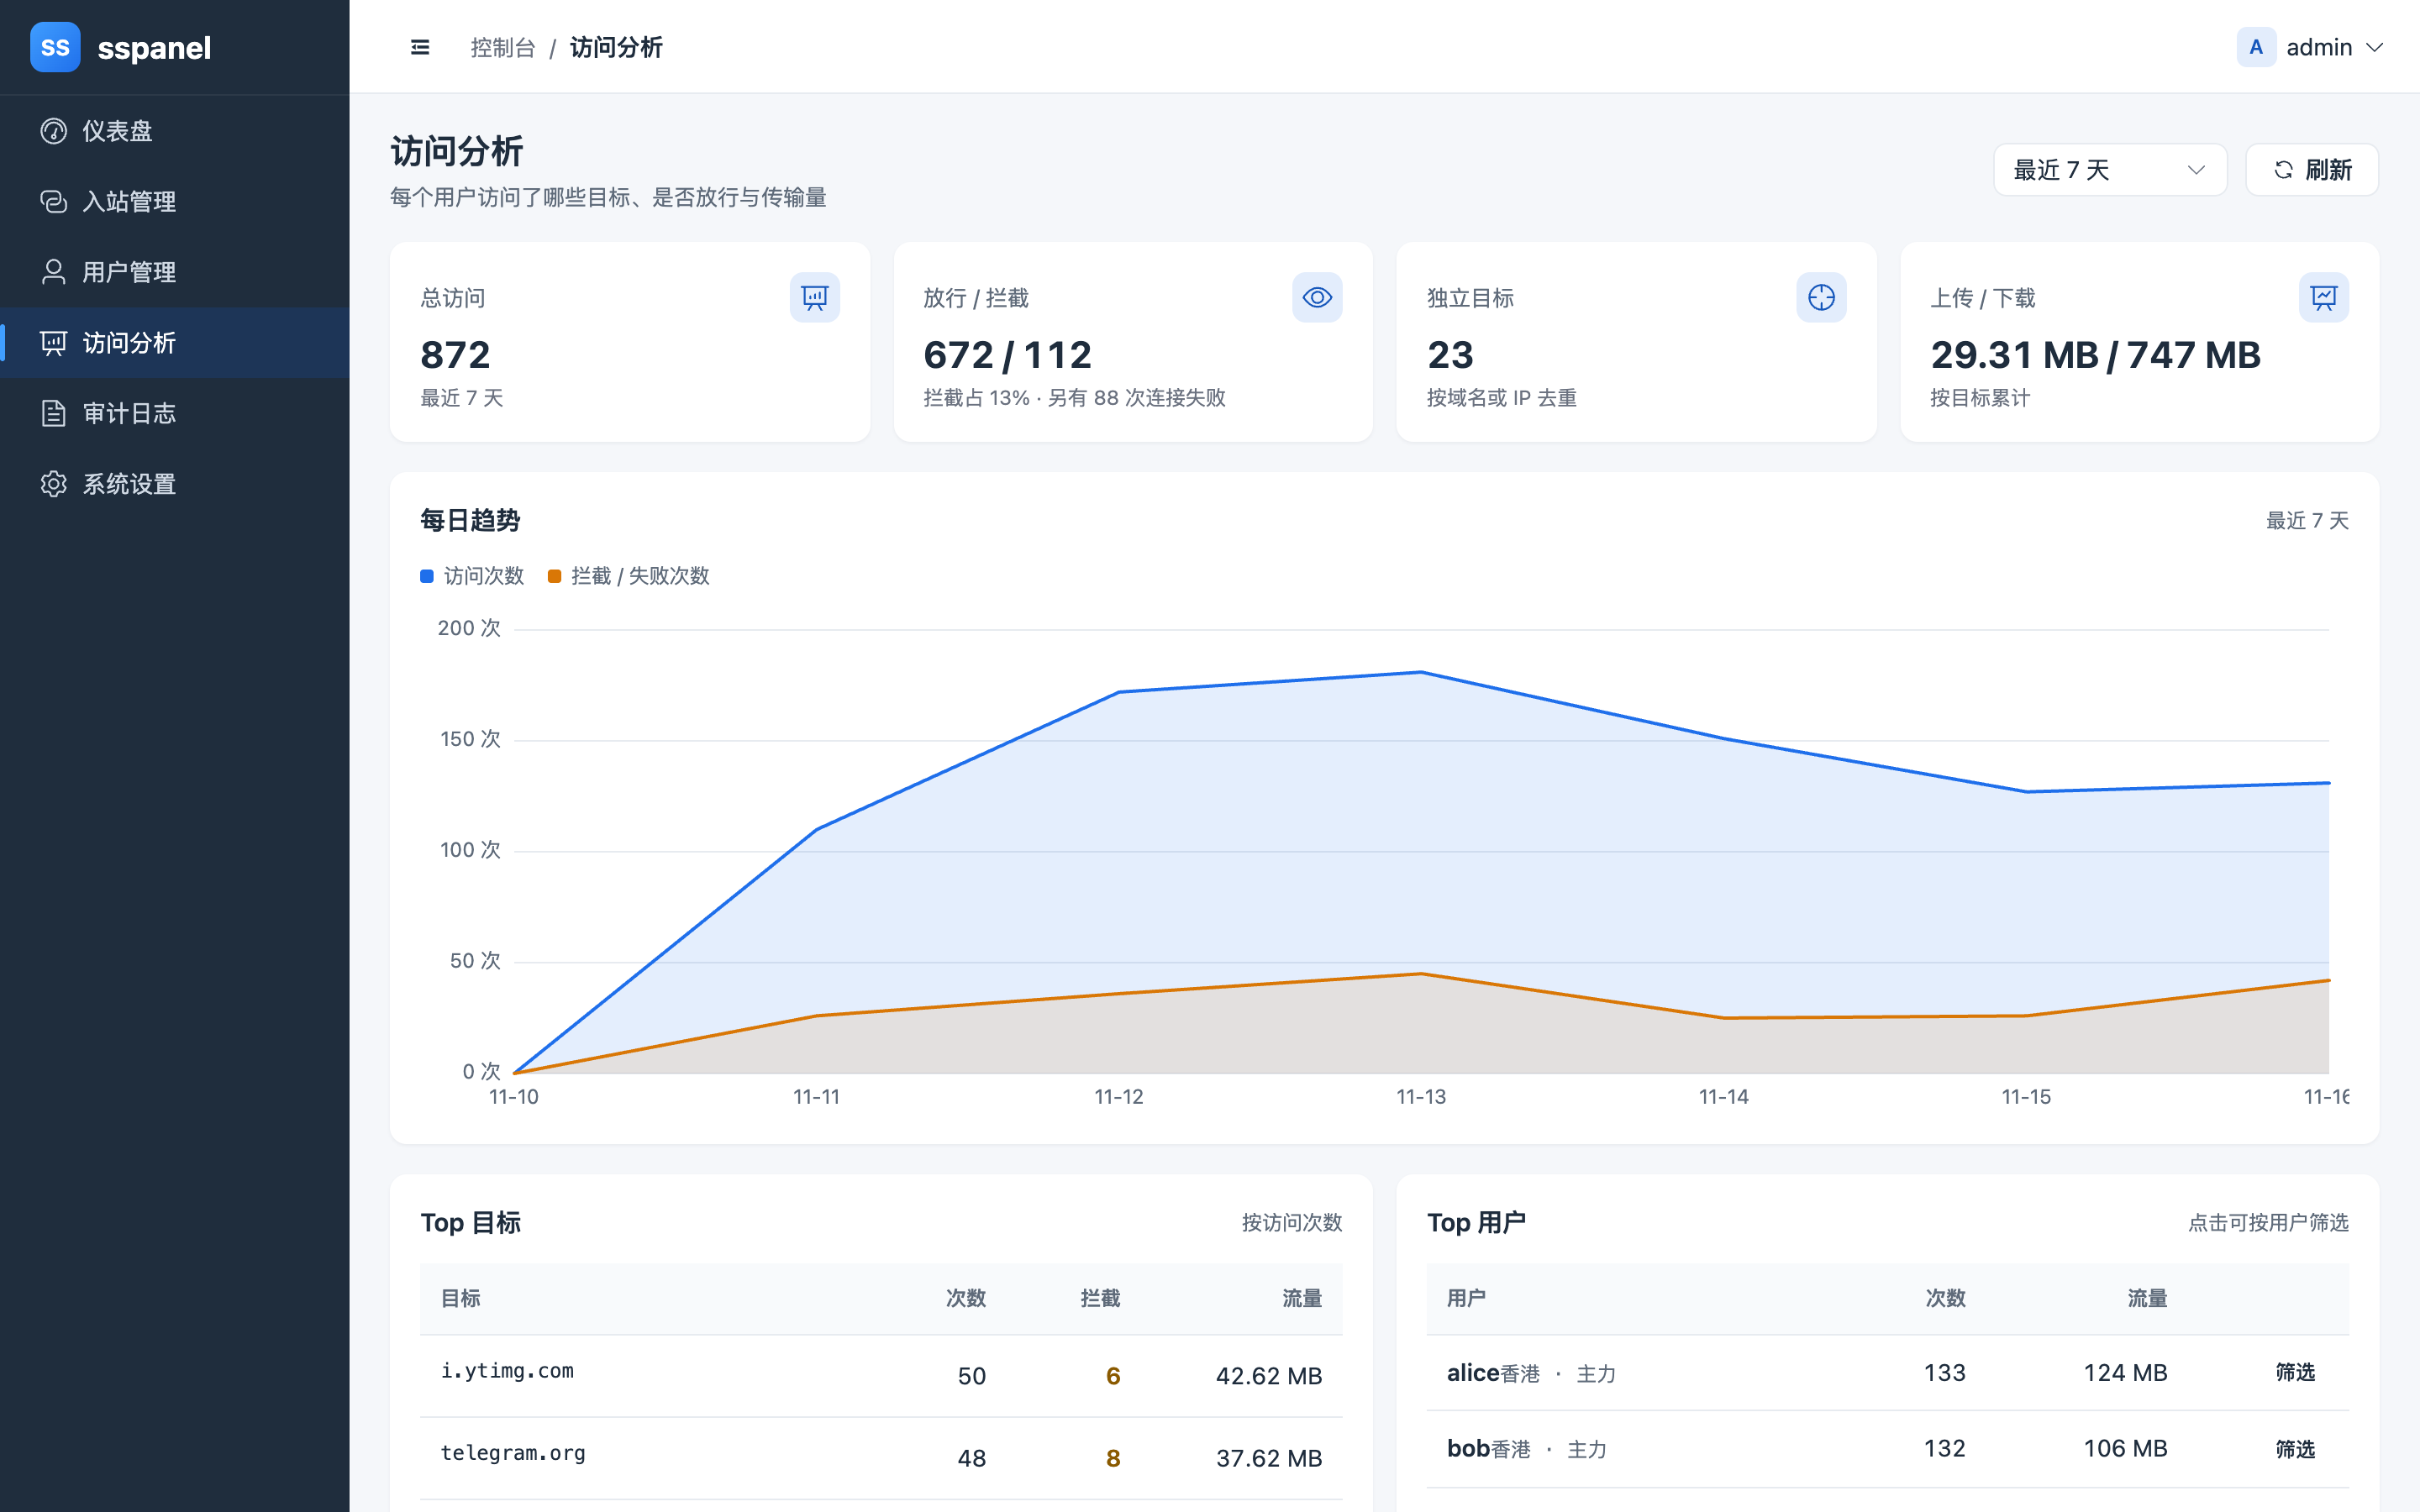 SS sspanel
仪表盘
入站管理
用户管理
访问分析
审计日志
系统设置
控制台 / 访问分析
A admin
访问分析
每个用户访问了哪些目标、是否放行与传输量
最近 7 天
刷新
总访问
872
最近 7 天
放行 / 拦截
672 / 112
拦截占 13% · 另有 88 次连接失败
独立目标
23
按域名或 IP 去重
上传 / 下载
29.31 MB / 747 MB
按目标累计
每日趋势
最近 7 天
访问次数 拦截 / 失败次数
200 次
150 次
100 次
50 次
0 次
11-10 11-11 11-12 11-13 11-14 11-15 11-16
Top 目标
按访问次数
目标 次数 拦截 流量
i.ytimg.com 50 6 42.62 MB
telegram.org 48 8 37.62 MB
Top 用户
点击可按用户筛选
用户 次数 流量
alice香港 · 主力 133 124 MB 筛选
bob香港 · 主力 132 106 MB 筛选